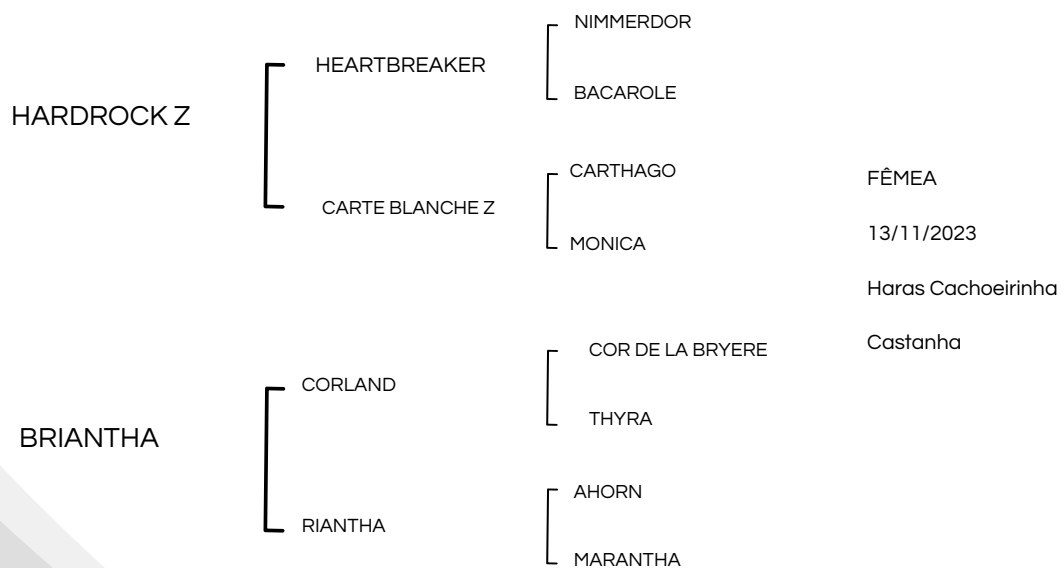 HARDROCK Z
HEARTBREAKER
NIMMERDOR
BACAROLE
CARTE BLANCHE Z
CARTHAGO
MONICA
BRIANTHA
CORLAND
COR DE LA BRYERE
THYRA
RIANTHA
AHORN
MARANTHA
FÊMEA
13/11/2023
Haras Cachoeirinha
Castanha